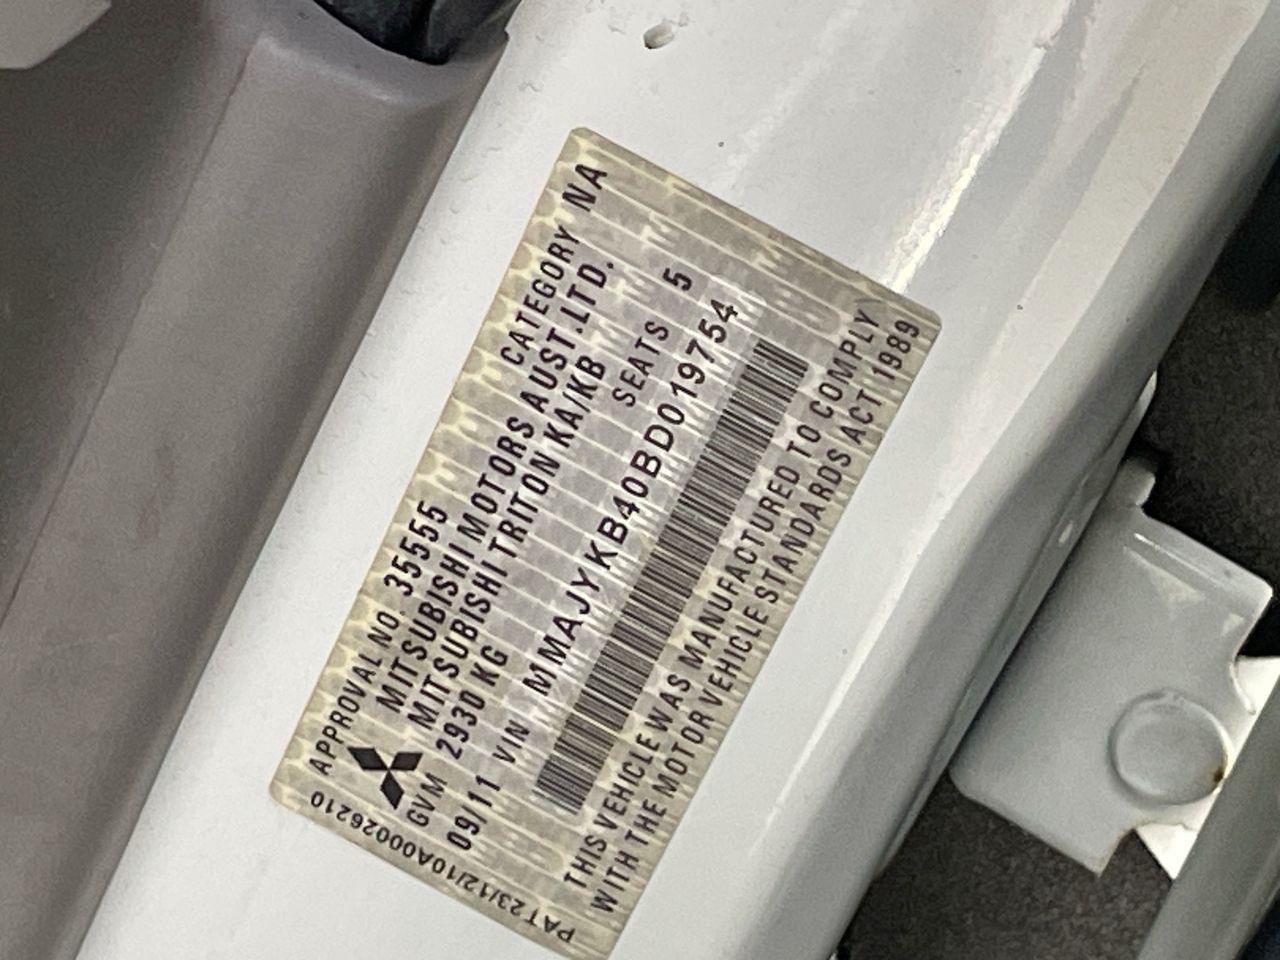 APPROVAL NO. 35555 CATEGORY NA
MITSUBISHI MOTORS AUST.LTD.
MITSUBISHI TRITON KA/KB
GVM 2930 KG SEATS 5
09/11 VIN MMAJYKB40BD019754
THIS VEHICLE WAS MANUFACTURED TO COMPLY
WITH THE MOTOR VEHICLE STANDARDS ACT 1989
PAT23/12/10A00026210